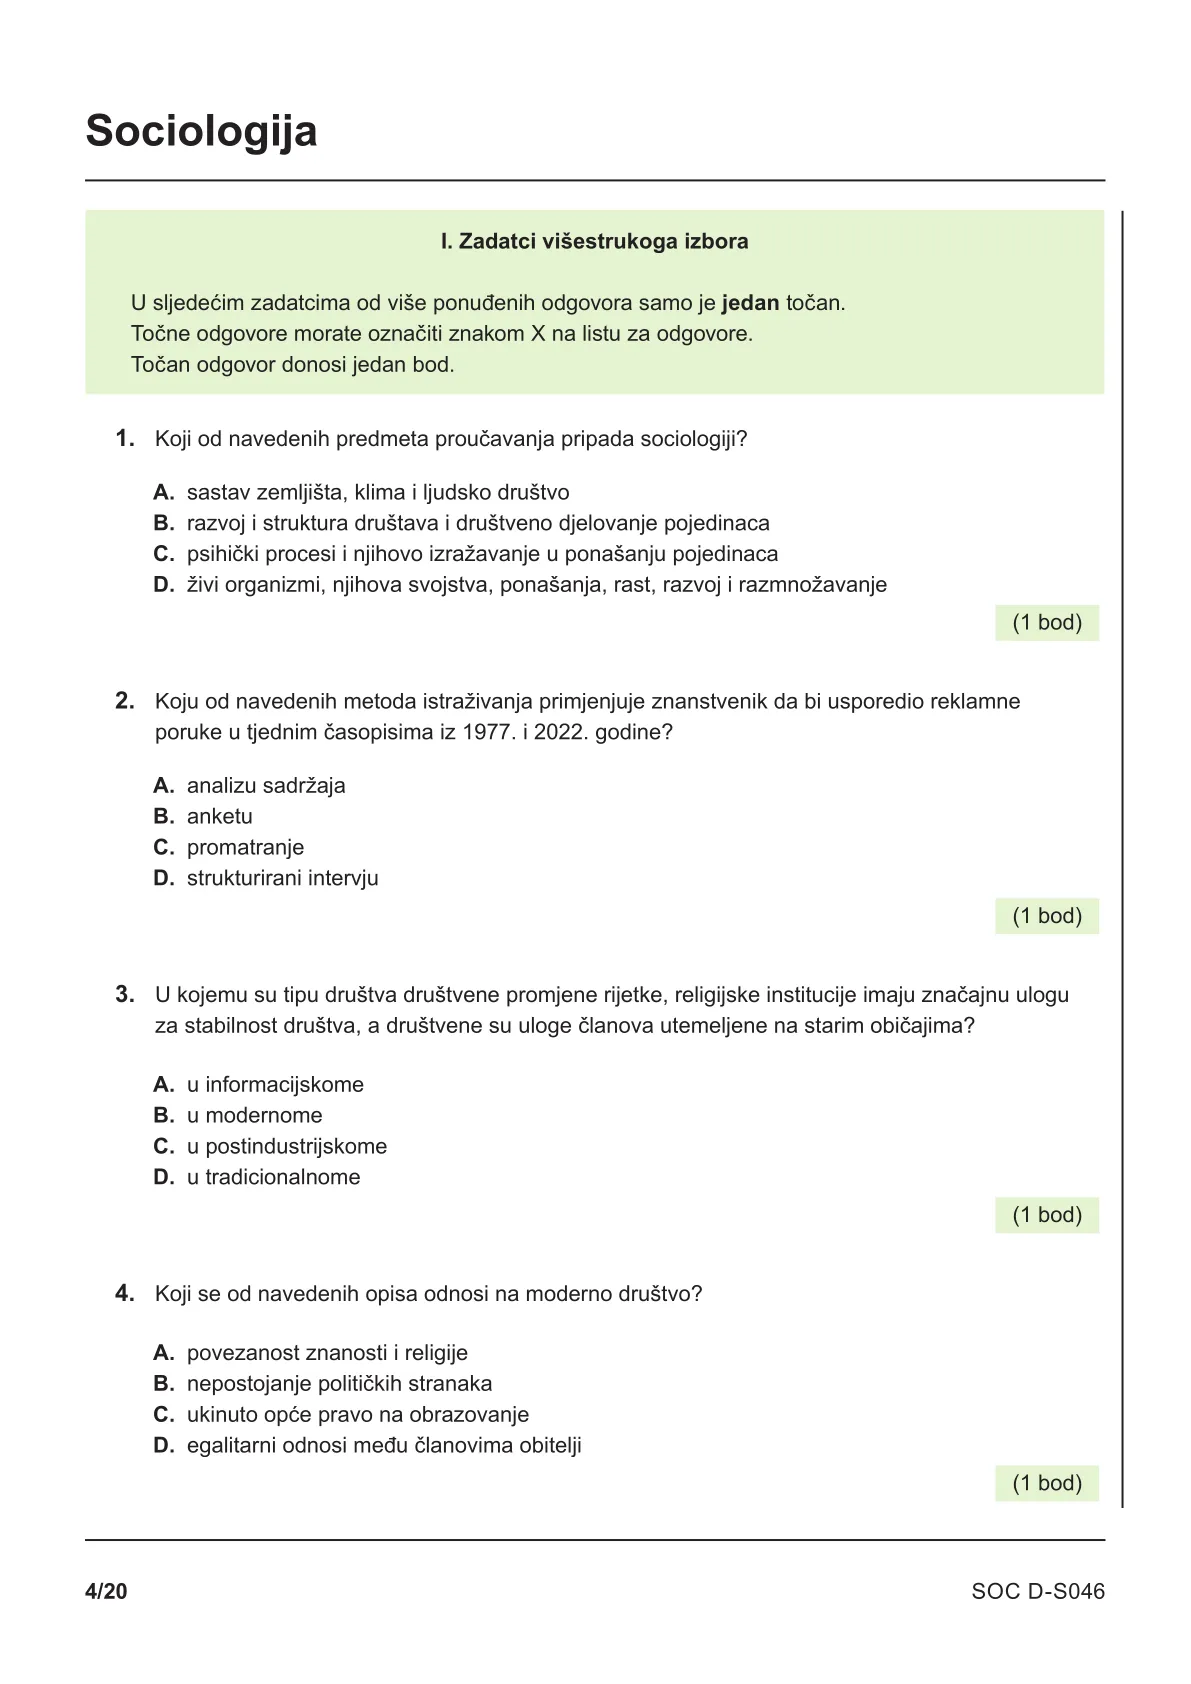 Sociologija
I. Zadatci višestrukoga izbora
U sljedećim zadatcima od više ponuđenih odgovora samo je jedan točan.
Točne odgovore morate označiti znakom X na listu za odgovore.
Točan odgovor donosi jedan bod.
1. Koji od navedenih predmeta proučavanja pripada sociologiji?
A. sastav zemljišta, klima i ljudsko društvo
B. razvoj i struktura društava i društveno djelovanje pojedinaca
C. psihički procesi i njihovo izražavanje u ponašanju pojedinaca
D. živi organizmi, njihova svojstva, ponašanja, rast, razvoj i razmnožavanje
(1 bod)
2. Koju od navedenih metoda istraživanja primjenjuje znanstvenik da bi usporedio reklamne
poruke u tjednim časopisima iz 1977. i 2022. godine?
A. analizu sadržaja
B. anketu
C. promatranje
D. strukturirani intervju
(1 bod)
3. U kojemu su tipu društva društvene promjene rijetke, religijske institucije imaju značajnu ulogu
za stabilnost društva, a društvene su uloge članova utemeljene na starim običajima?
A. u informacijskome
B. u modernome
C. u postindustrijskome
D. u tradicionalnome
(1 bod)
4. Koji se od navedenih opisa odnosi na moderno društvo?
A. povezanost znanosti i religije
B. nepostojanje političkih stranaka
C. ukinuto opće pravo na obrazovanje
D. egalitarni odnosi među članovima obitelji
(1 bod)
4/20
SOC D-S046